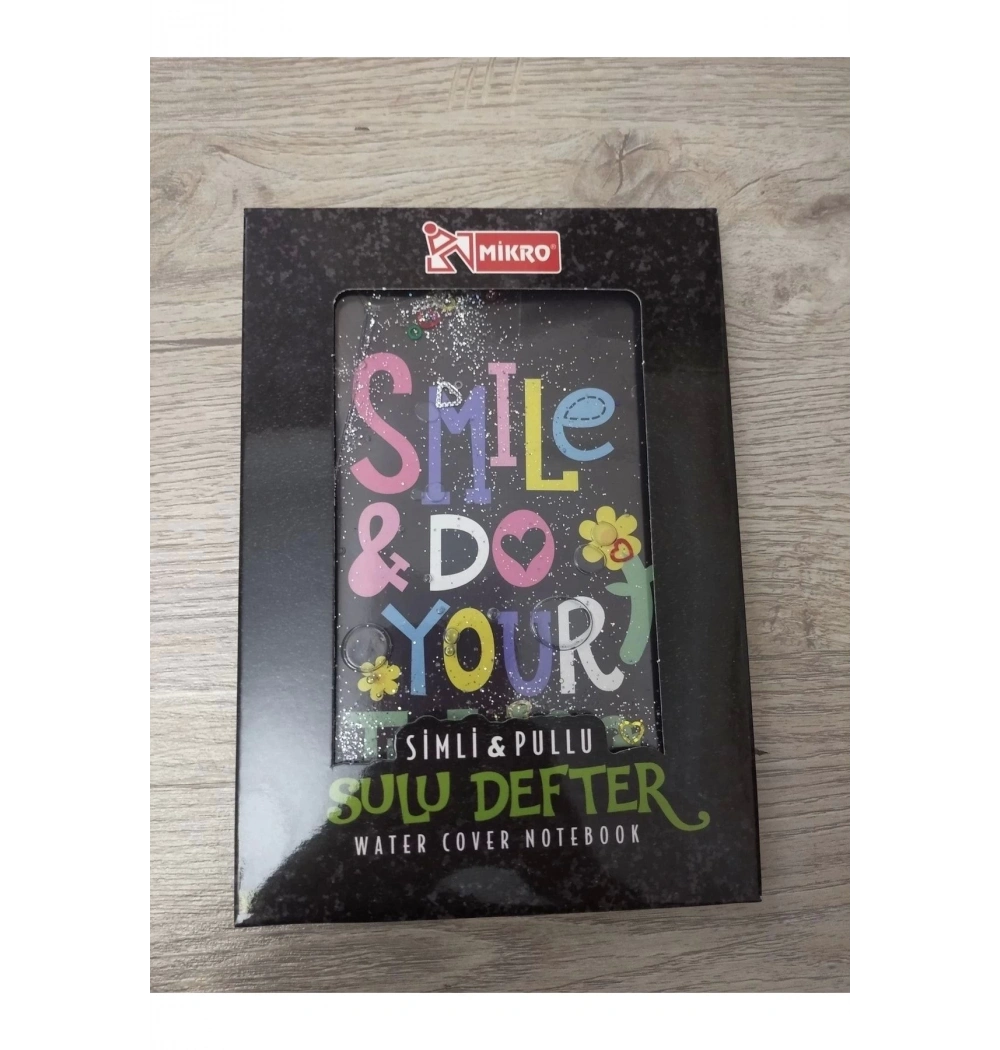 MİKRO®
SMILe
& DO
YOUR
SİMLİ & PULLU
SULU DEFTER
WATER COVER NOTEBOOK